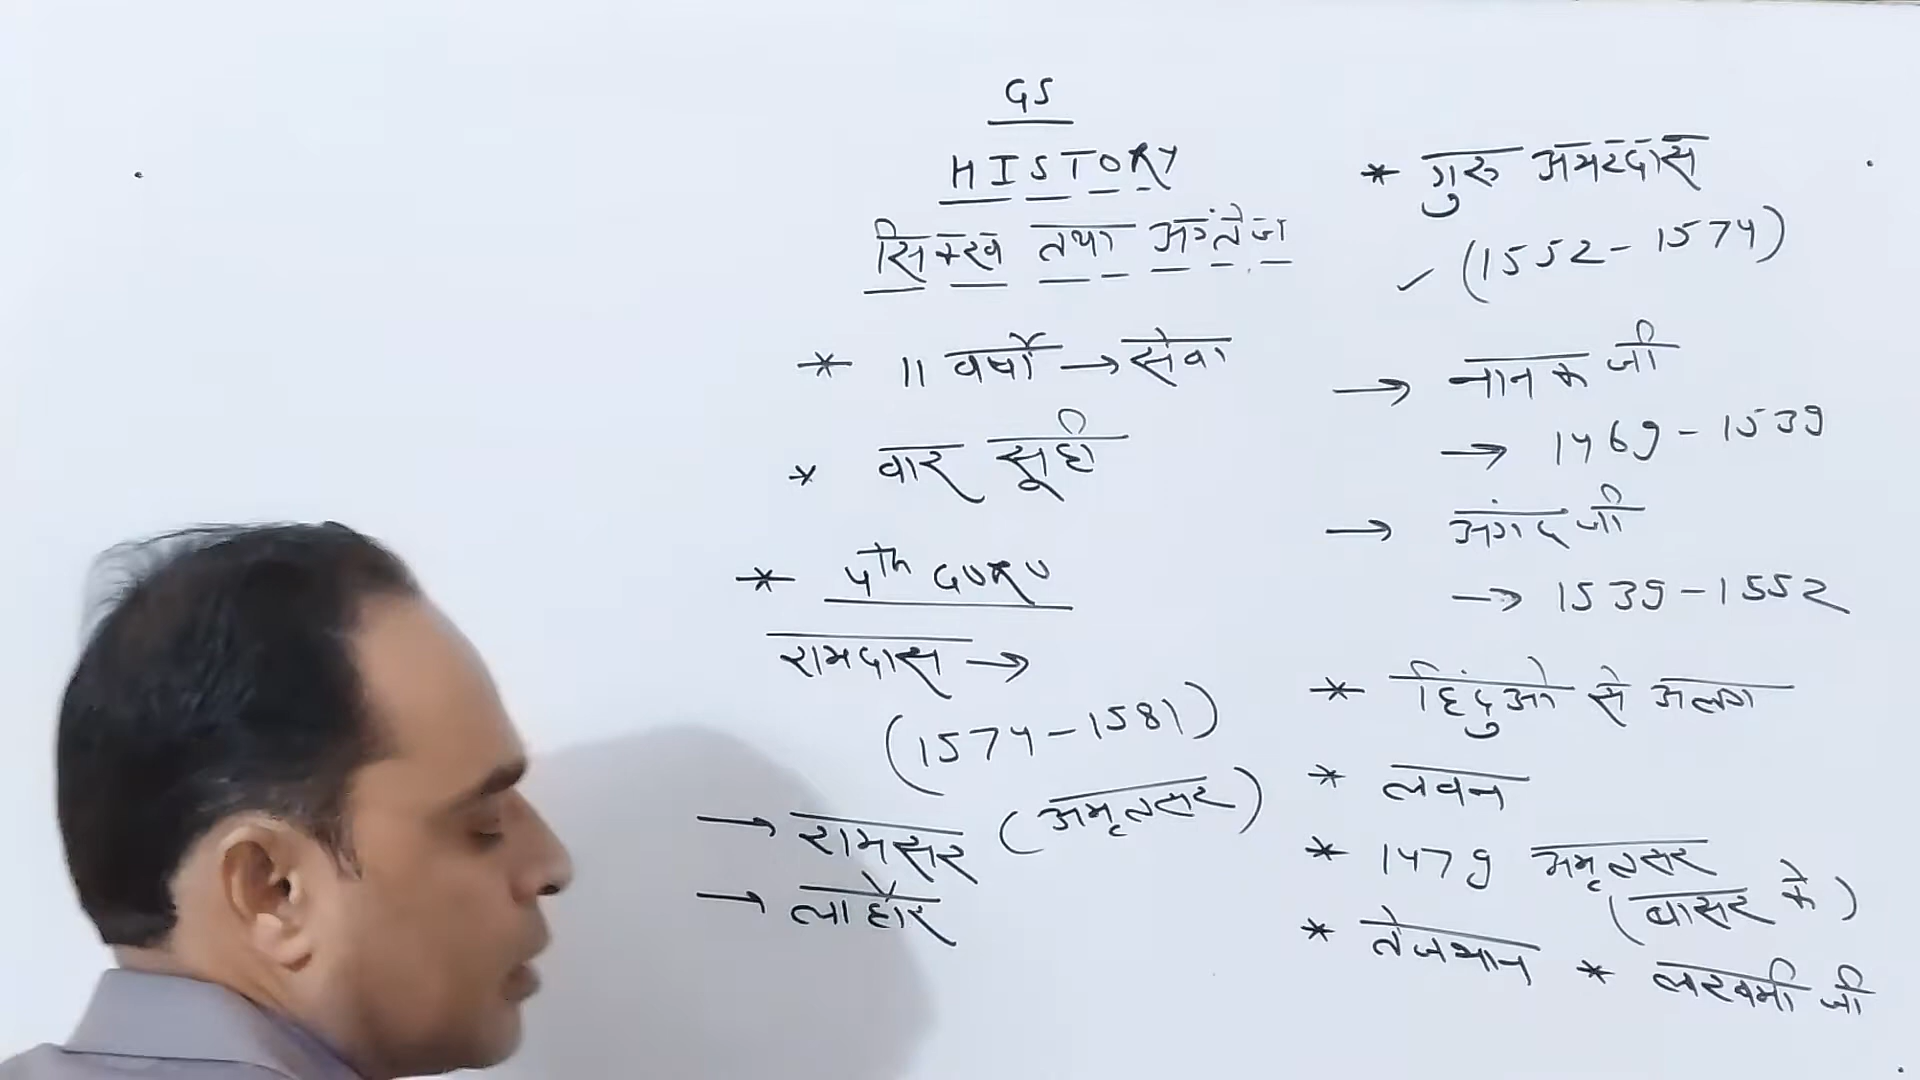 GS
HISTORY
सिक्ख तथा अंग्रेज
* 11 वर्षों → सेवा
* वार सूही
* 4th GURU
रामदास →
(1574-1581)
→ रामसर (अमृतसर)
→ लाहौर
* गुरु अमरदास
✓ (1552-1574)
→ नानक जी
→ 1469-1539
→ अंगद जी
→ 1539-1552
* हिंदुओ से अलग
* लवन
* 1479 अमृतसर
(बासर के)
* तेजभान * लखमी जी